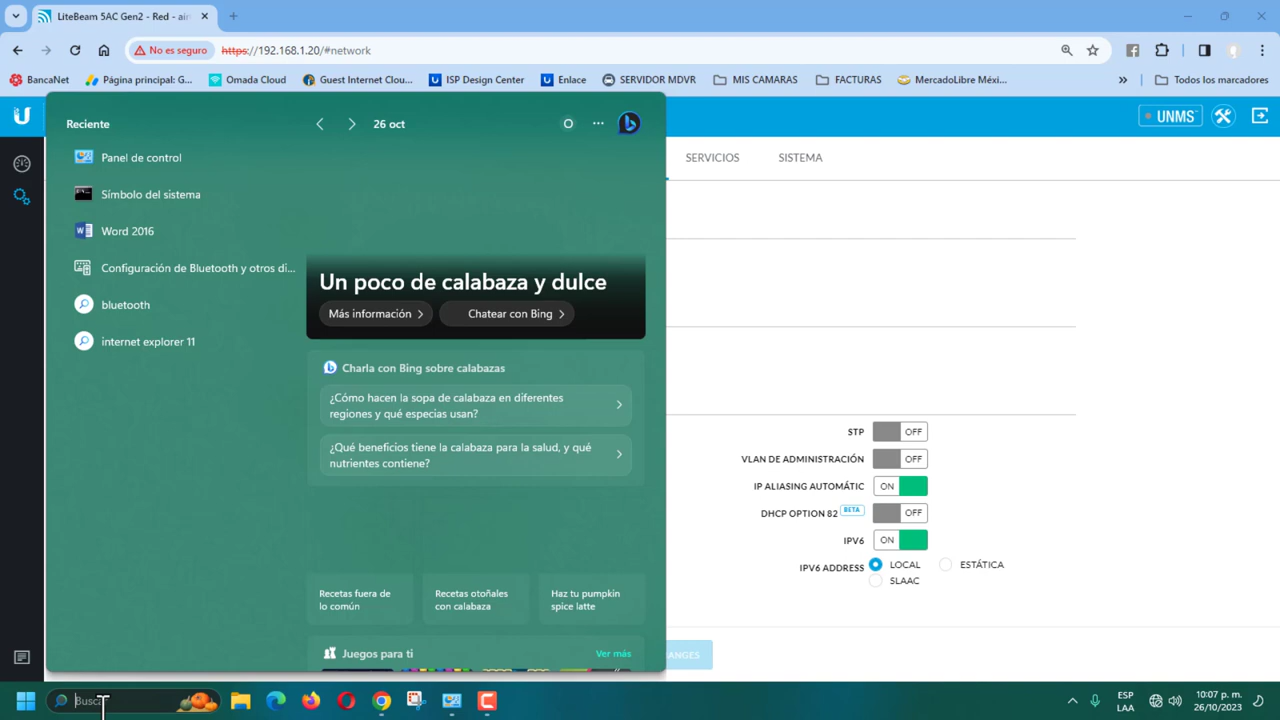 LiteBeam 5AC Gen2 - Red - air
No es seguro
https://192.168.1.20/#network
BancaNet
Página principal: G...
Omada Cloud
Guest Internet Clou...
ISP Design Center
Enlace
SERVIDOR MDVR
MIS CAMARAS
FACTURAS
MercadoLibre Méxi...
»
Todos los marcadores
UNMS
Reciente
26 oct
Panel de control
Símbolo del sistema
Word 2016
Configuración de Bluetooth y otros di...
bluetooth
internet explorer 11
Un poco de calabaza y dulce
Más información
Chatear con Bing
Charla con Bing sobre calabazas
¿Cómo hacen la sopa de calabaza en diferentes
regiones y qué especias usan?
¿Qué beneficios tiene la calabaza para la salud, y qué
nutrientes contiene?
Recetas fuera de
lo común
Recetas otoñales
con calabaza
Haz tu pumpkin
spice latte
Juegos para ti
Ver más
SERVICIOS
SISTEMA
STP
OFF
VLAN DE ADMINISTRACIÓN
OFF
IP ALIASING AUTOMÁTIC
ON
DHCP OPTION 82 BETA
OFF
IPV6
ON
IPV6 ADDRESS
LOCAL
ESTÁTICA
SLAAC
ANGES
Busca
ESP
LAA
10:07 p. m.
26/10/2023